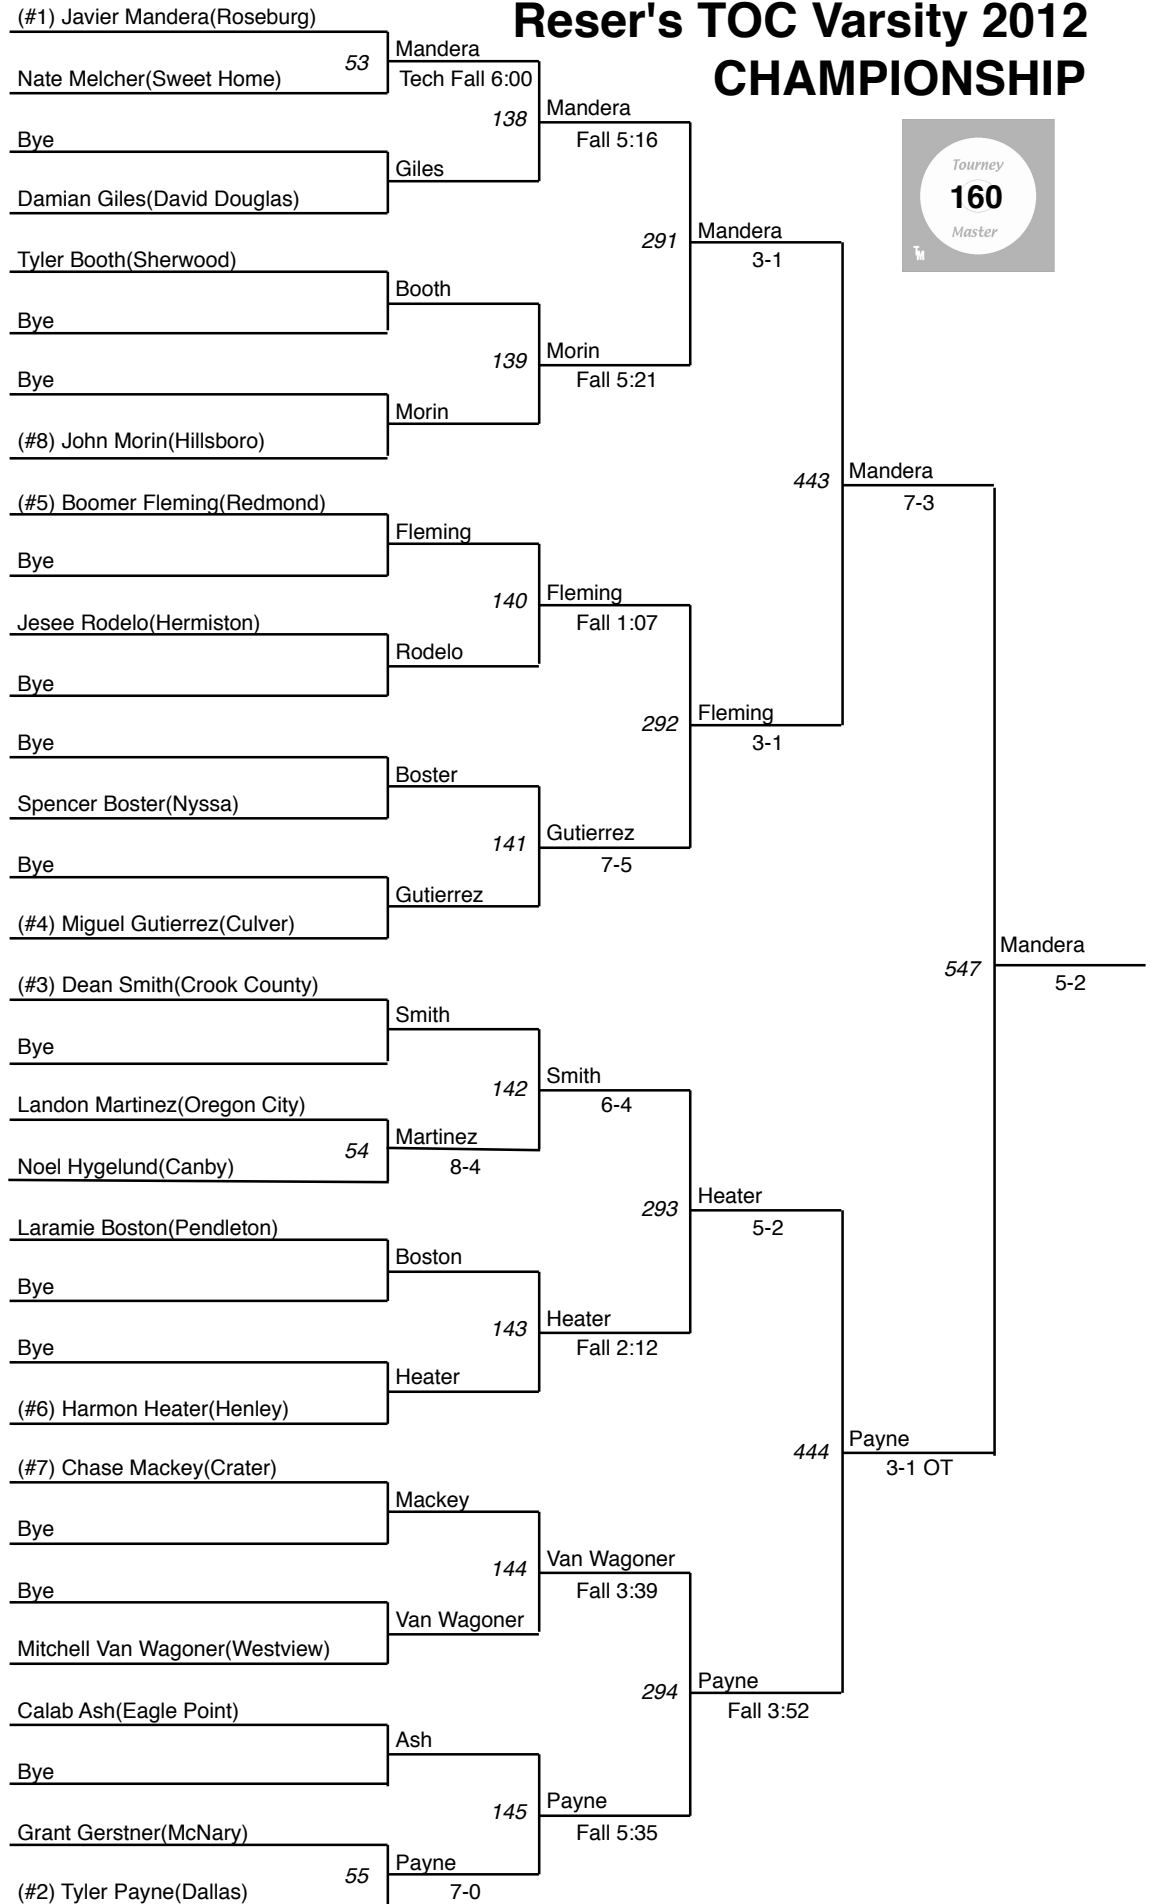 Reser's TOC Varsity 2012
CHAMPIONSHIP
Tourney
160
Master
TM
(#1) Javier Mandera(Roseburg)
53
Mandera
Nate Melcher(Sweet Home)
Tech Fall 6:00
138
Mandera
Fall 5:16
Bye
Giles
Damian Giles(David Douglas)
291
Mandera
3-1
Tyler Booth(Sherwood)
Booth
Bye
139
Morin
Fall 5:21
Bye
Morin
(#8) John Morin(Hillsboro)
443
Mandera
7-3
(#5) Boomer Fleming(Redmond)
Fleming
Bye
140
Fleming
Fall 1:07
Jesee Rodelo(Hermiston)
Rodelo
Bye
292
Fleming
3-1
Bye
Boster
Spencer Boster(Nyssa)
141
Gutierrez
7-5
Bye
Gutierrez
(#4) Miguel Gutierrez(Culver)
547
Mandera
5-2
(#3) Dean Smith(Crook County)
Smith
Bye
142
Smith
6-4
Landon Martinez(Oregon City)
54
Martinez
8-4
Noel Hygelund(Canby)
293
Heater
5-2
Laramie Boston(Pendleton)
Boston
Bye
143
Heater
Fall 2:12
Bye
Heater
(#6) Harmon Heater(Henley)
444
Payne
3-1 OT
(#7) Chase Mackey(Crater)
Mackey
Bye
144
Van Wagoner
Fall 3:39
Bye
Van Wagoner
Mitchell Van Wagoner(Westview)
294
Payne
Fall 3:52
Calab Ash(Eagle Point)
Ash
Bye
145
Payne
Fall 5:35
Grant Gerstner(McNary)
55
Payne
7-0
(#2) Tyler Payne(Dallas)